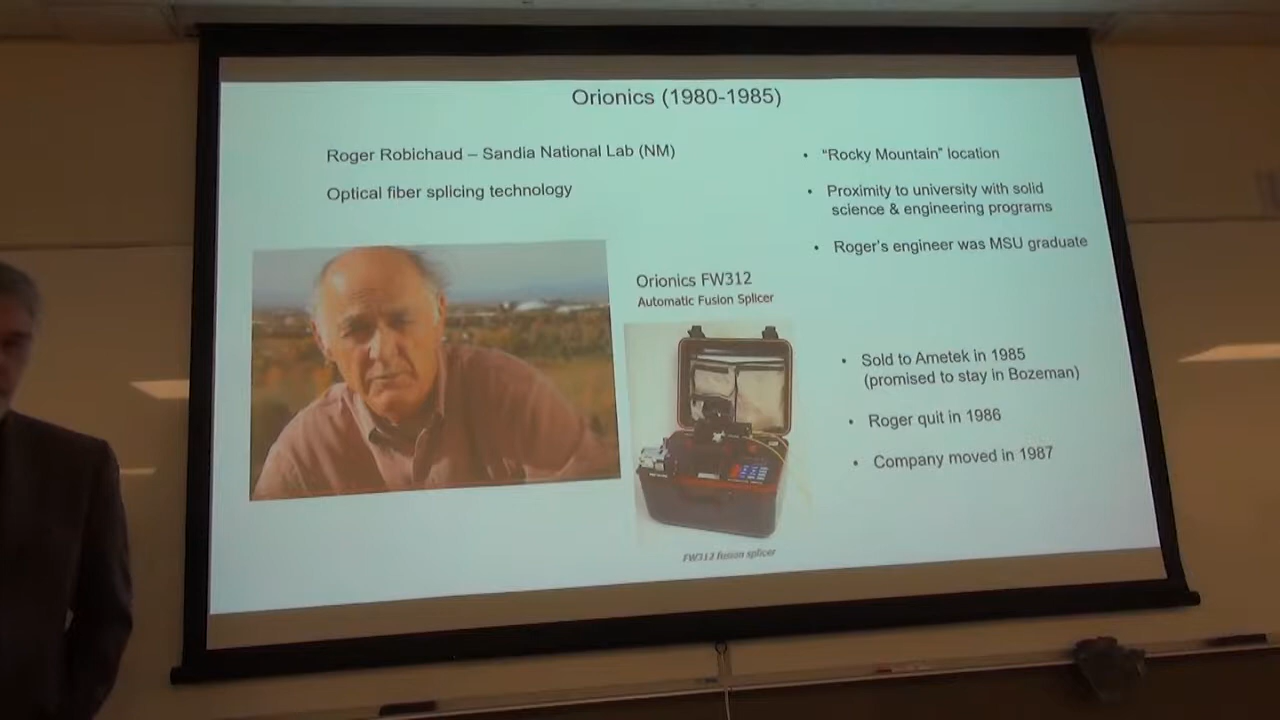 Orionics (1980-1985)
Roger Robichaud – Sandia National Lab (NM)
Optical fiber splicing technology
• "Rocky Mountain" location
• Proximity to university with solid
science & engineering programs
• Roger's engineer was MSU graduate
Orionics FW312
Automatic Fusion Splicer
FW312 fusion splicer
• Sold to Ametek in 1985
(promised to stay in Bozeman)
• Roger quit in 1986
• Company moved in 1987